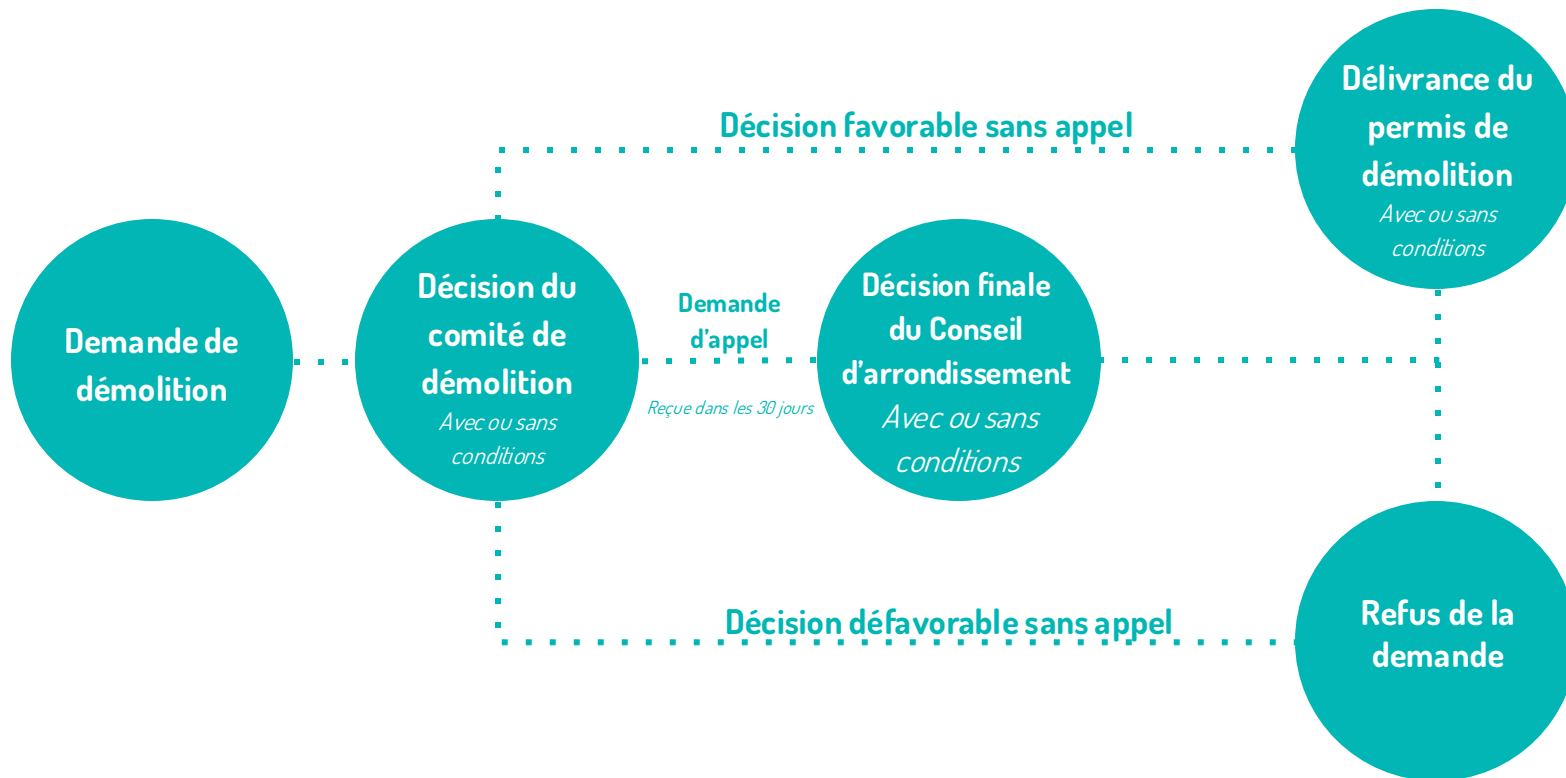 Demande de
démolition
Décision du
comité de
démolition
Avec ou sans
conditions
Décision favorable sans appel
Demande
d'appel
Reçue dans les 30 jours
Décision finale
du Conseil
d'arrondissement
Avec ou sans
conditions
Décision défavorable sans appel
Délivrance du
permis de
démolition
Avec ou sans
conditions
Refus de la
demande